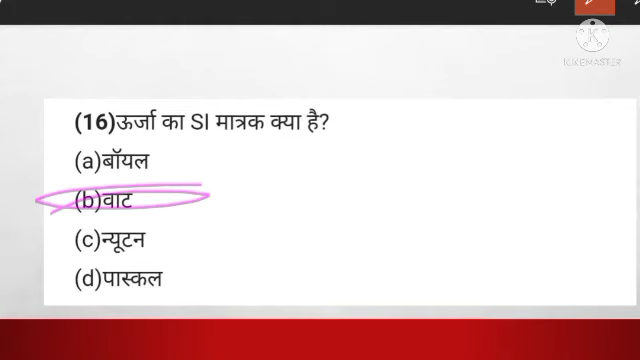 KINEMASTER
(16)ऊर्जा का SI मात्रक क्या है?
(a)बॉयल
(b)वाट
(c)न्यूटन
(d)पास्कल